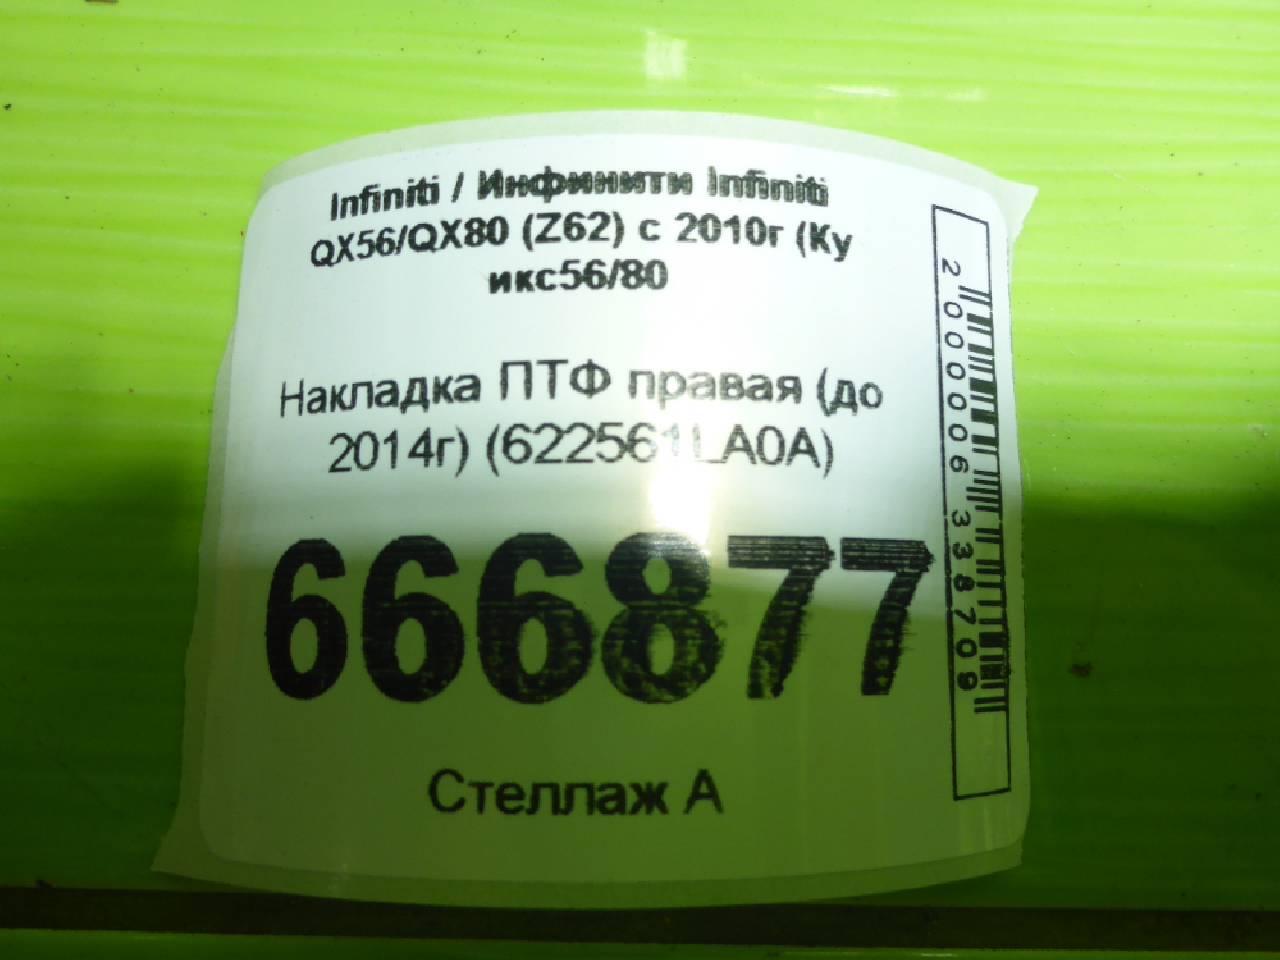 Infiniti / Инфинити Infiniti
QX56/QX80 (Z62) с 2010г (Ку
икс56/80
Накладка ПТФ правая (до
2014г) (622561LA0A)
666877
Стеллаж А
2000006338709